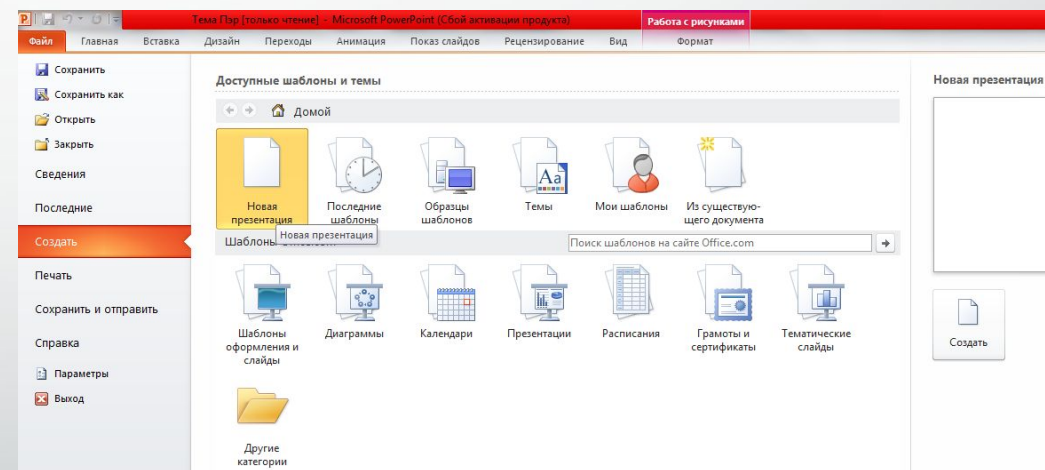 Тема Пэр [только чтение] - Microsoft PowerPoint (Сбой активации продукта)
Работа с рисунками
Файл Главная Вставка Дизайн Переходы Анимация Показ слайдов Рецензирование Вид Формат
Сохранить
Сохранить как
Открыть
Закрыть
Сведения
Последние
Создать
Печать
Сохранить и отправить
Справка
Параметры
Выход
Доступные шаблоны и темы
Домой
Новая
презентация
Последние
шаблоны
Образцы
шаблонов
Темы
Мои шаблоны
Из существую-
щего документа
Новая презентация
Шаблоны
Поиск шаблонов на сайте Office.com
Шаблоны
оформления и
слайды
Диаграммы
Календари
Презентации
Расписания
Грамоты и
сертификаты
Тематические
слайды
Другие
категории
Новая презентация
Создать